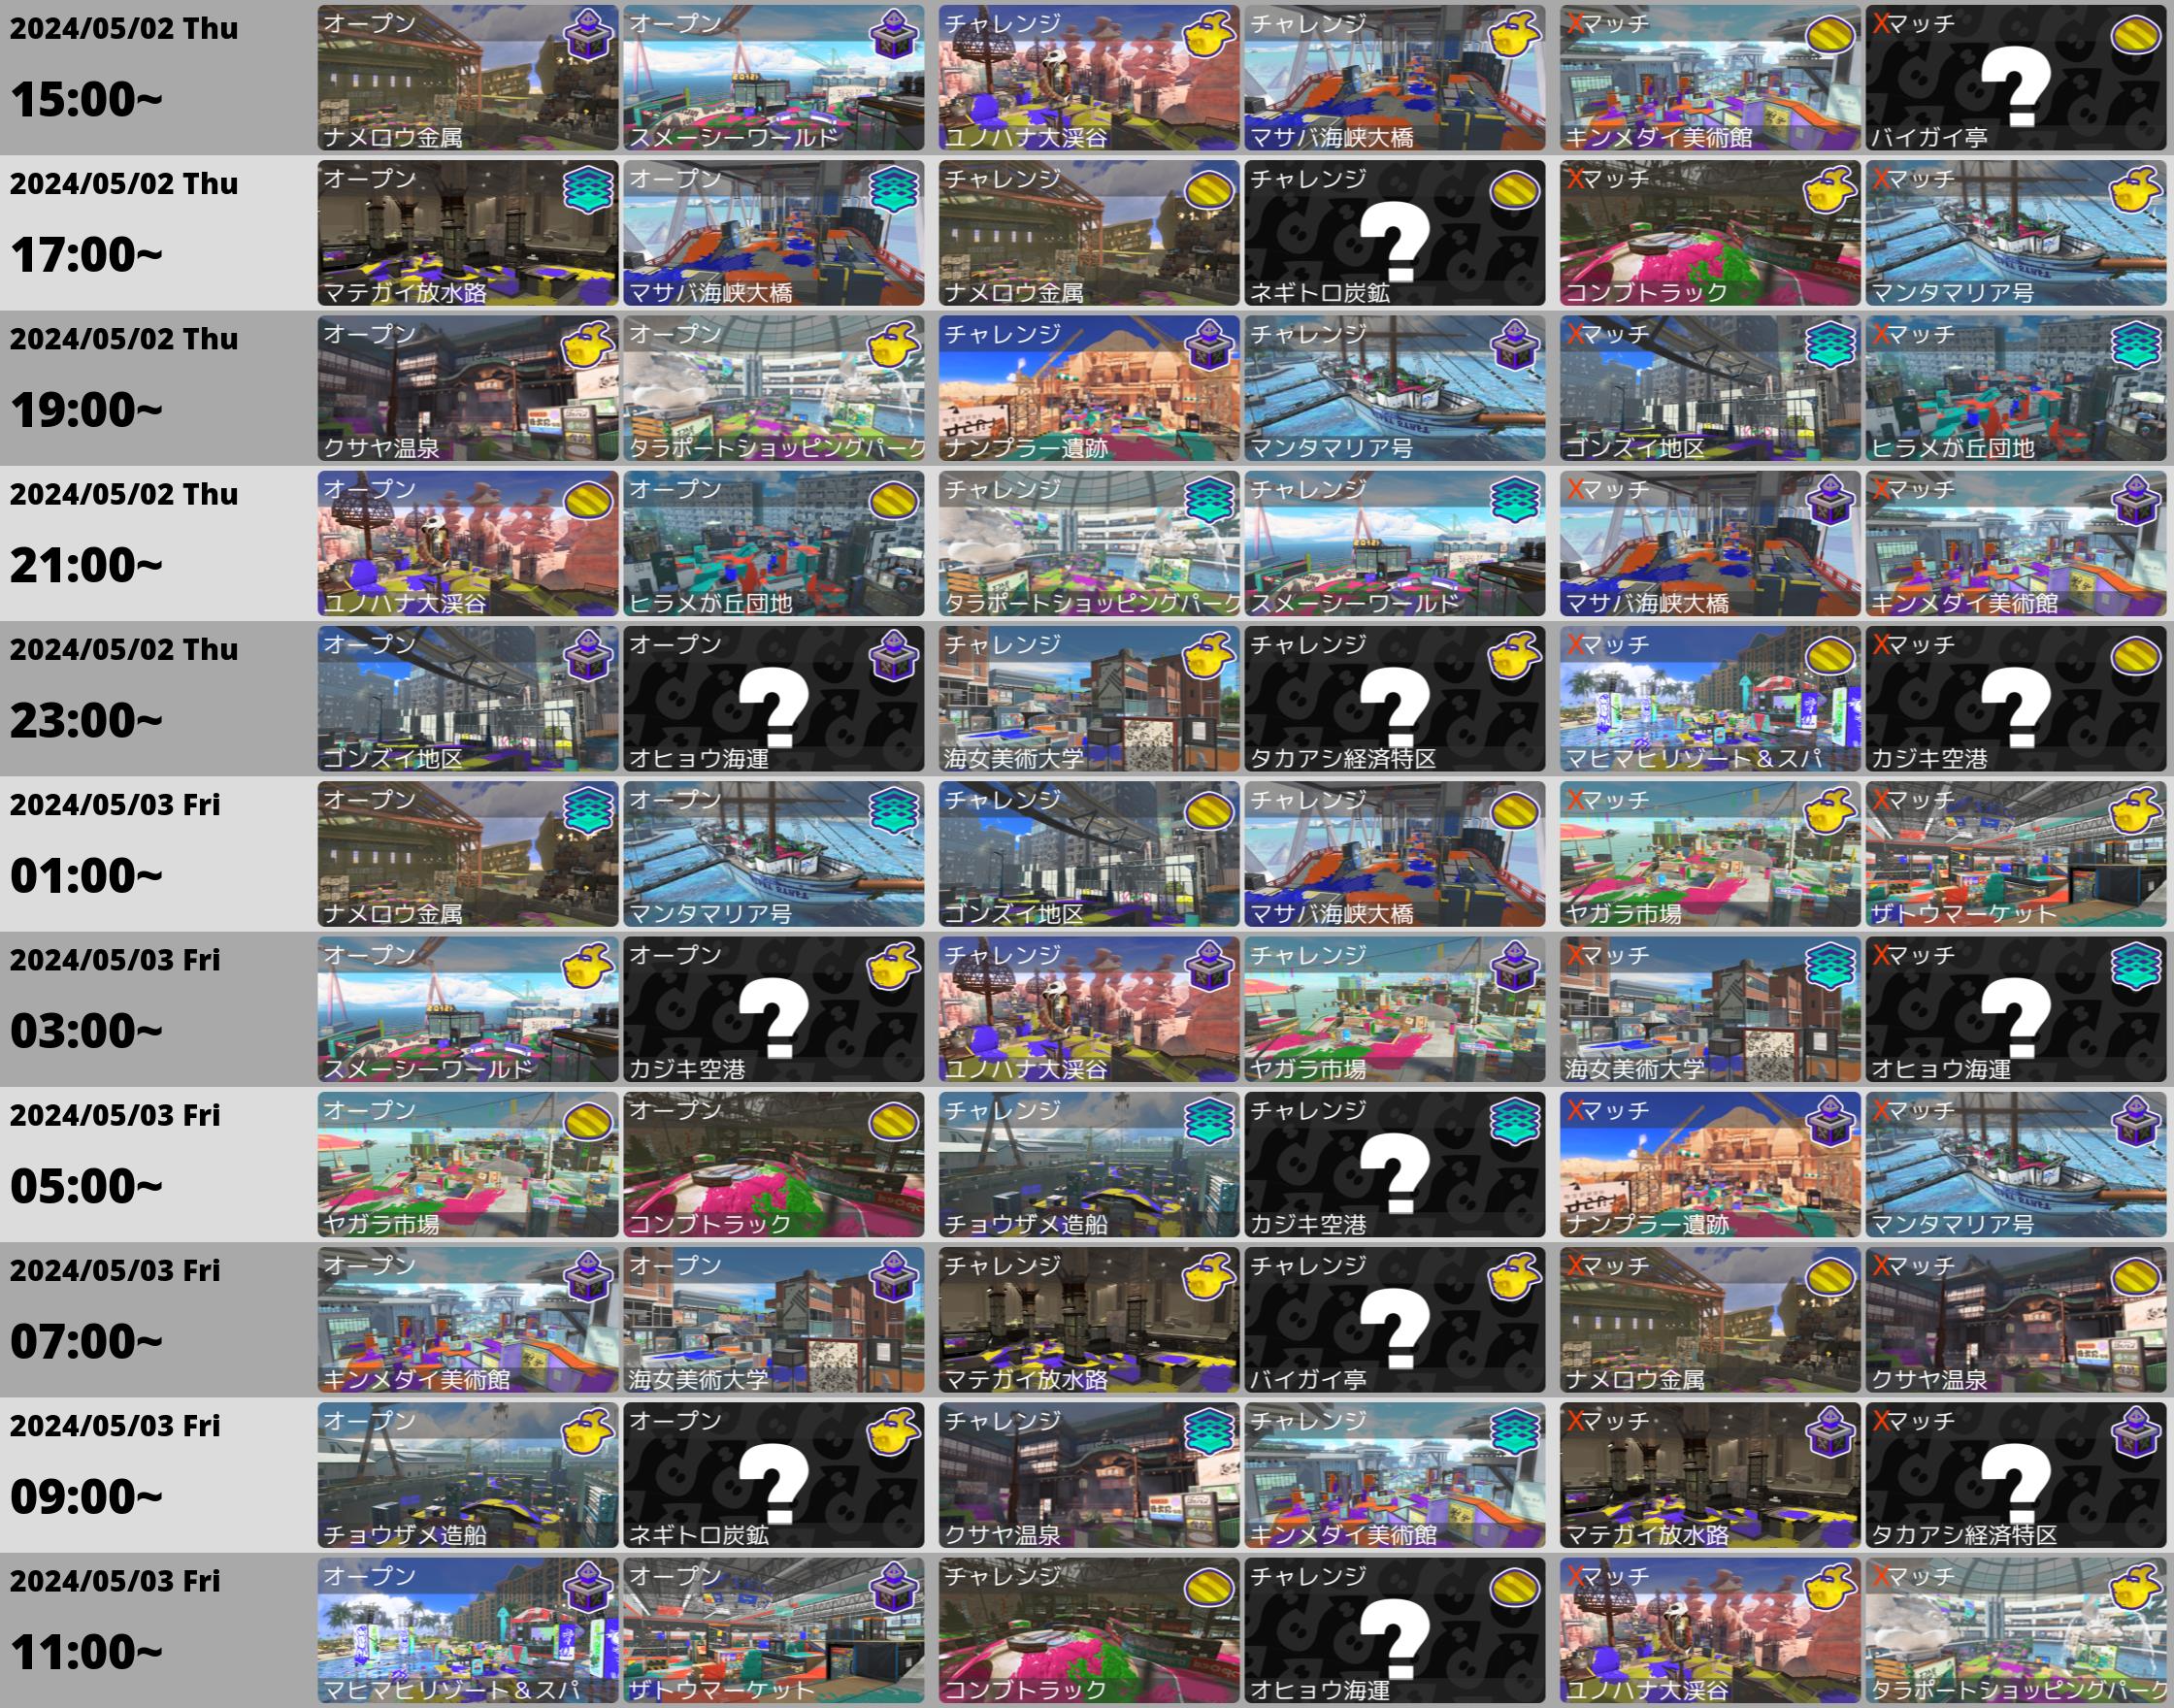 2024/05/02 Thu
15:00~
オープン
ナメロウ金属
オープン
スメーシーワールド
チャレンジ
ユノハナ大渓谷
チャレンジ
マサバ海峡大橋
Xマッチ
キンメダイ美術館
Xマッチ
?
バイガイ亭
2024/05/02 Thu
17:00~
オープン
マテガイ放水路
オープン
マサバ海峡大橋
チャレンジ
ナメロウ金属
チャレンジ
?
ネギトロ炭鉱
Xマッチ
コンブトラック
Xマッチ
マンタマリア号
2024/05/02 Thu
19:00~
オープン
クサヤ温泉
オープン
タラポートショッピングパーク
チャレンジ
ナンプラー遺跡
チャレンジ
マンタマリア号
Xマッチ
ゴンズイ地区
Xマッチ
ヒラメが丘団地
2024/05/02 Thu
21:00~
オープン
ユノハナ大渓谷
オープン
ヒラメが丘団地
チャレンジ
タラポートショッピングパーク
チャレンジ
スメーシーワールド
Xマッチ
マサバ海峡大橋
Xマッチ
キンメダイ美術館
2024/05/02 Thu
23:00~
オープン
ゴンズイ地区
オープン
?
オヒョウ海運
チャレンジ
海女美術大学
チャレンジ
?
タカアシ経済特区
Xマッチ
マヒマヒリゾート＆スパ
Xマッチ
?
カジキ空港
2024/05/03 Fri
01:00~
オープン
ナメロウ金属
オープン
マンタマリア号
チャレンジ
ゴンズイ地区
チャレンジ
マサバ海峡大橋
Xマッチ
ヤガラ市場
Xマッチ
ザトウマーケット
2024/05/03 Fri
03:00~
オープン
スメーシーワールド
オープン
?
カジキ空港
チャレンジ
ユノハナ大渓谷
チャレンジ
ヤガラ市場
Xマッチ
海女美術大学
Xマッチ
?
オヒョウ海運
2024/05/03 Fri
05:00~
オープン
ヤガラ市場
オープン
コンブトラック
チャレンジ
チョウザメ造船
チャレンジ
?
カジキ空港
Xマッチ
ナンプラー遺跡
Xマッチ
マンタマリア号
2024/05/03 Fri
07:00~
オープン
キンメダイ美術館
オープン
海女美術大学
チャレンジ
マテガイ放水路
チャレンジ
?
バイガイ亭
Xマッチ
ナメロウ金属
Xマッチ
クサヤ温泉
2024/05/03 Fri
09:00~
オープン
チョウザメ造船
オープン
?
ネギトロ炭鉱
チャレンジ
クサヤ温泉
チャレンジ
キンメダイ美術館
Xマッチ
マテガイ放水路
Xマッチ
?
タカアシ経済特区
2024/05/03 Fri
11:00~
オープン
マヒマヒリゾート＆スパ
オープン
ザトウマーケット
チャレンジ
コンブトラック
チャレンジ
?
オヒョウ海運
Xマッチ
ユノハナ大渓谷
Xマッチ
タラポートショッピングパーク